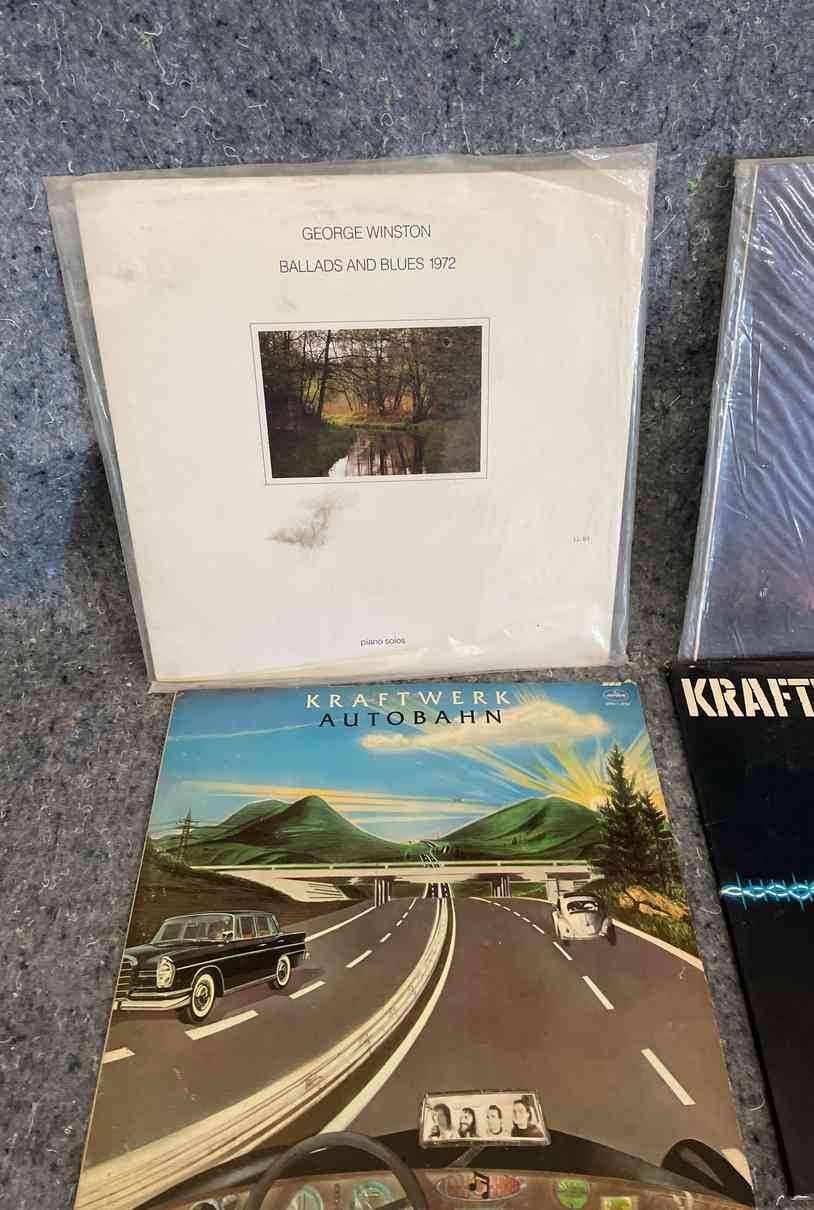 GEORGE WINSTON
BALLADS AND BLUES 1972
piano solos
KRAFTWERK
AUTOBAHN
KRAFT